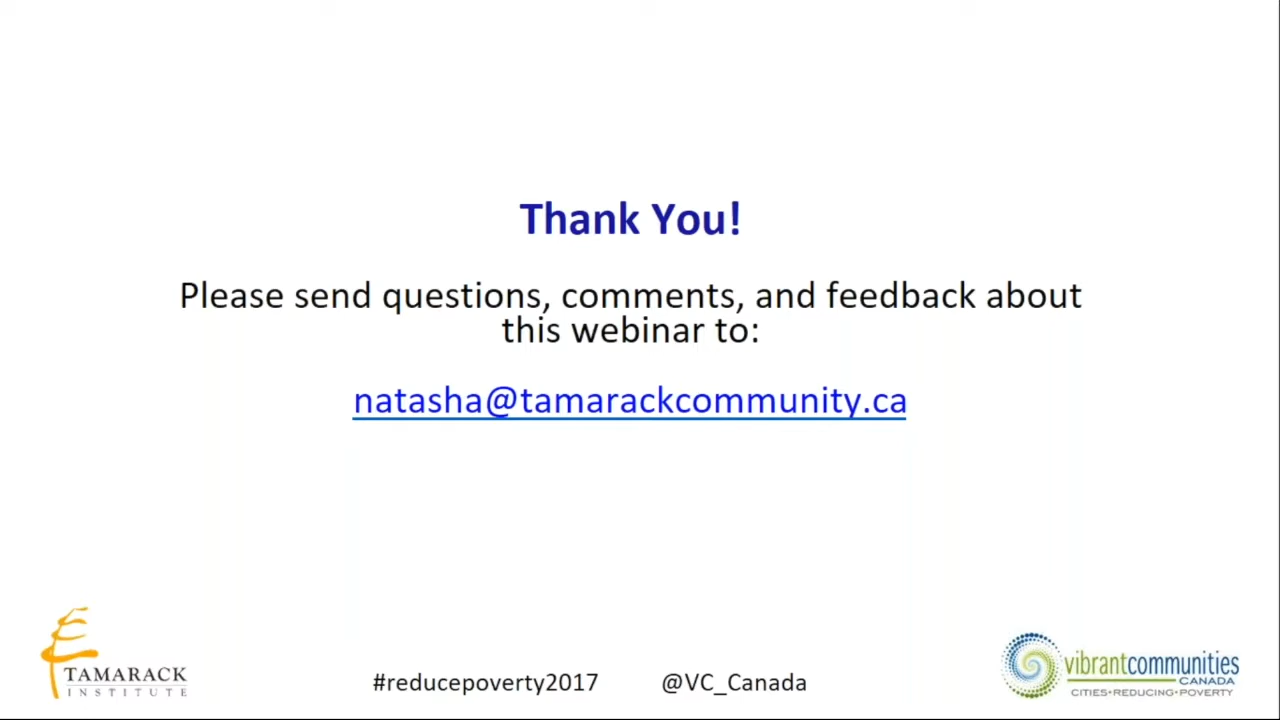 Thank You!
Please send questions, comments, and feedback about
this webinar to:
natasha@tamarackcommunity.ca
TAMARACK
INSTITUTE
#reducepoverty2017
@VC_Canada
vibrantcommunities
CANADA
CITIES•REDUCING•POVERTY